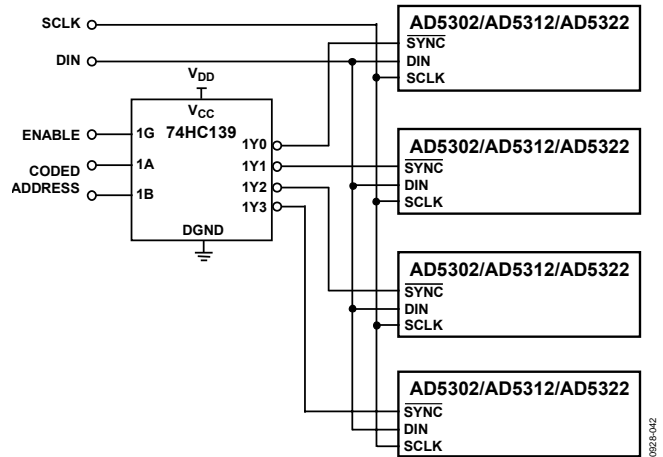 SCLK
DIN
VDD
VCC
74HC139
ENABLE
CODED
ADDRESS
1G
1A
1B
1Y0
1Y1
1Y2
1Y3
DGND
AD5302/AD5312/AD5322
SYNC
DIN
SCLK
AD5302/AD5312/AD5322
SYNC
DIN
SCLK
AD5302/AD5312/AD5322
SYNC
DIN
SCLK
AD5302/AD5312/AD5322
SYNC
DIN
SCLK
0928-042